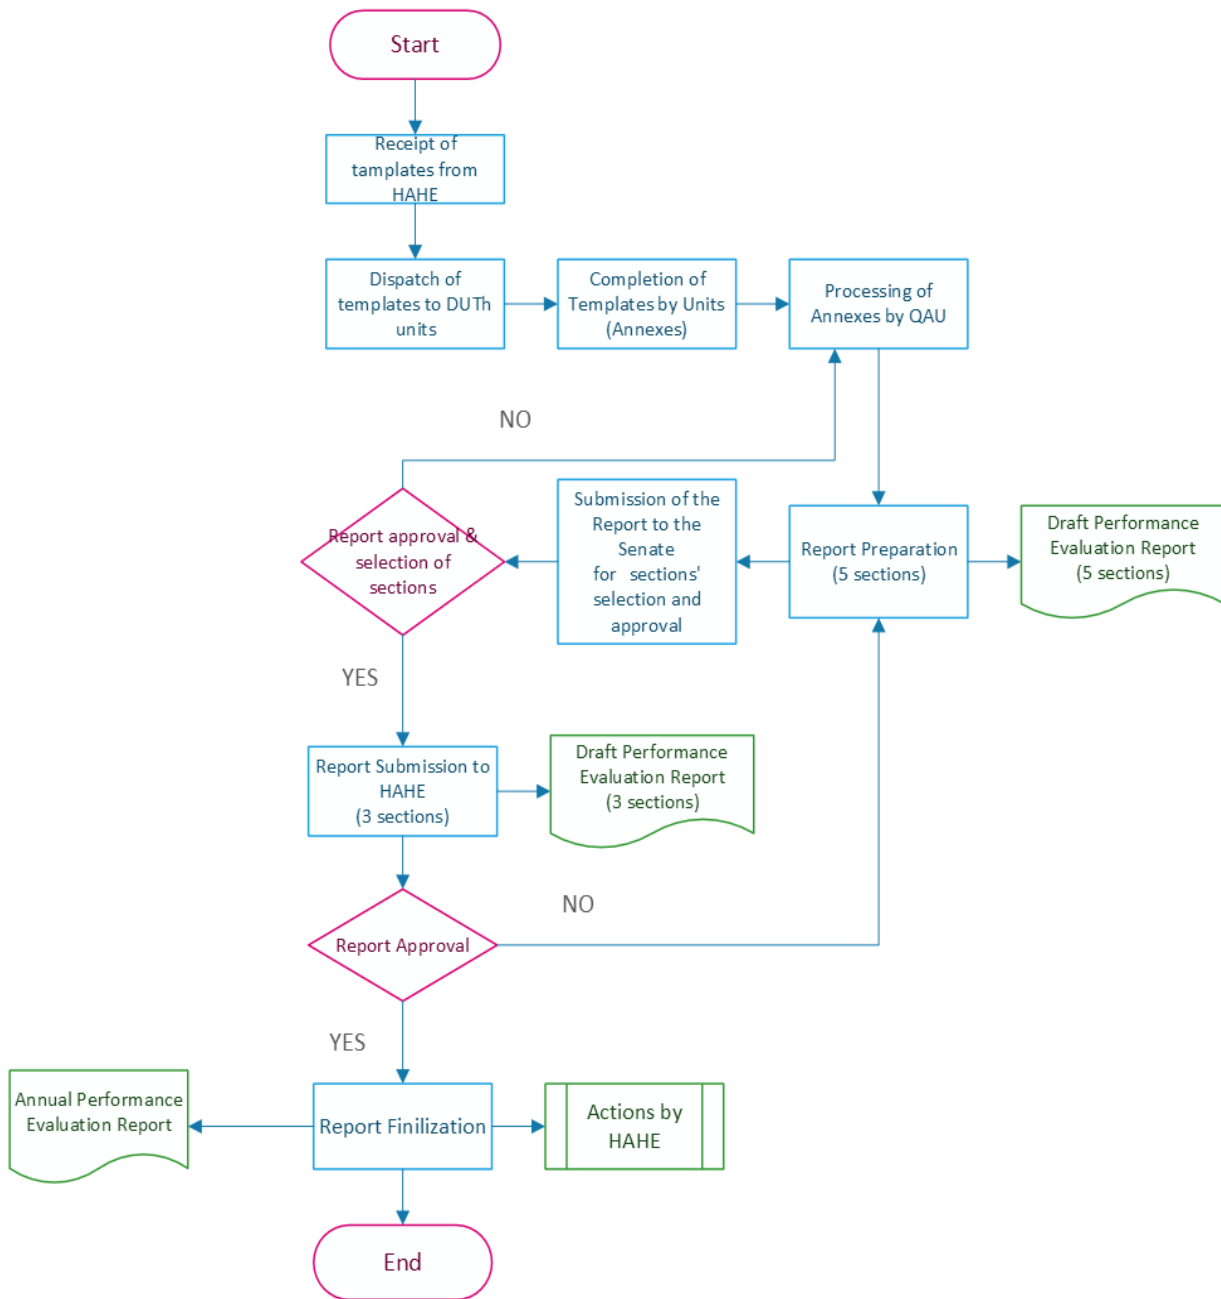 Start
Receipt of
tamplates from
HAHE
Dispatch of
templates to DUTh
units
Completion of
Templates by Units
(Annexes)
Processing of
Annexes by QAU
NO
Report approval &
selection of
sections
Submission of the
Report to the
Senate
for sections'
selection and
approval
Report Preparation
(5 sections)
Draft Performance
Evaluation Report
(5 sections)
YES
Report Submission to
HAHE
(3 sections)
Draft Performance
Evaluation Report
(3 sections)
NO
Report Approval
YES
Annual Performance
Evaluation Report
Report Finilization
Actions by
HAHE
End